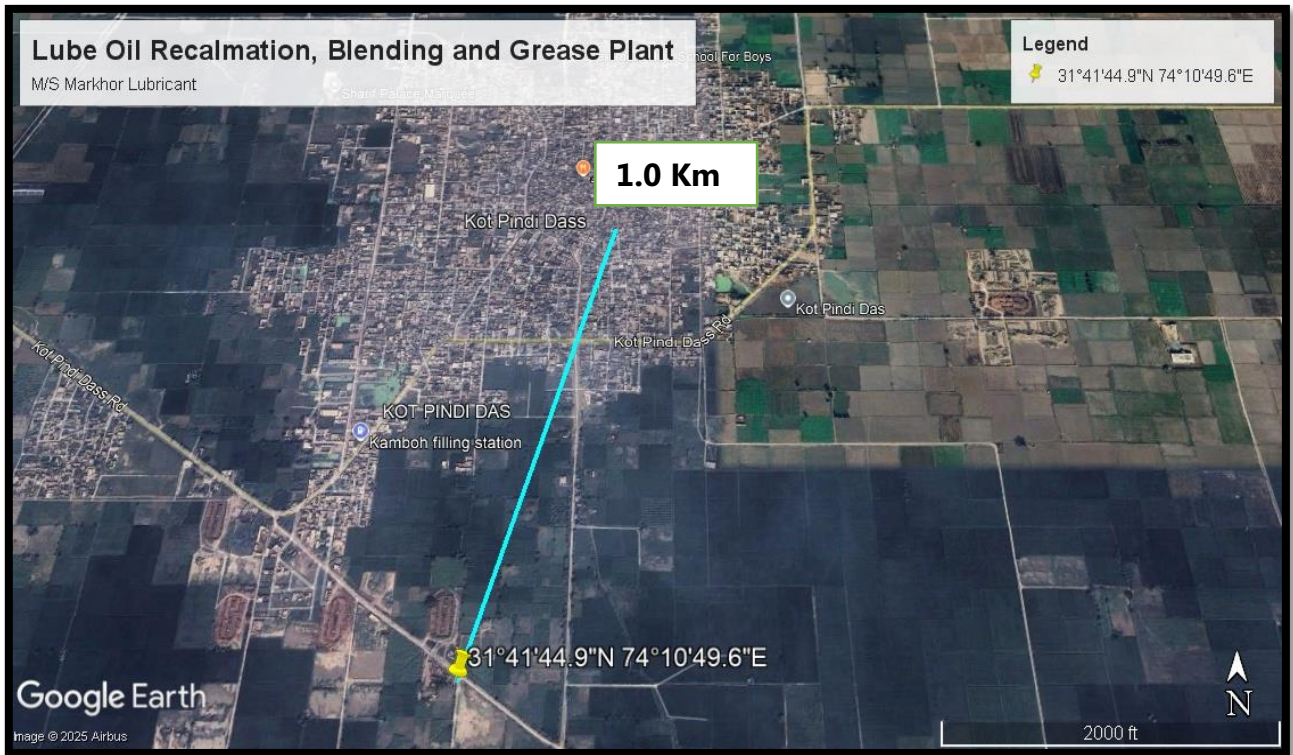 Lube Oil Recalmation, Blending and Grease Plant
M/S Markhor Lubricant
Legend
31°41'44.9"N 74°10'49.6"E
School For Boys
Sharif Palace Marquee
1.0 Km
Kot Pindi Dass
Kot Pindi Das
Kot Pindi Dass Rd
Kot Pindi Dass Rd
KOT PINDI DAS
Kamboh filling station
31°41'44.9"N 74°10'49.6"E
Google Earth
N
Image © 2025 Airbus
2000 ft